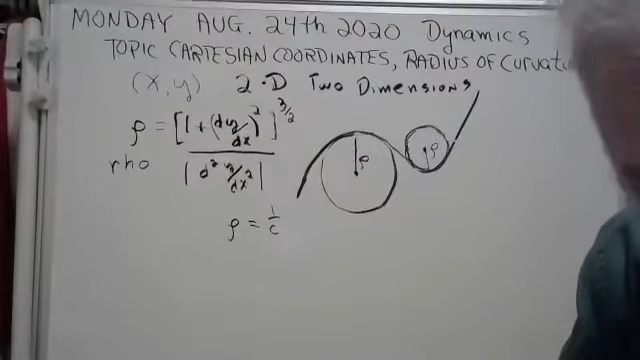 MONDAY AUG. 24th 2020 Dynamics
TOPIC CARTESIAN COORDINATES, RADIUS OF Curvatu
(x, y) 2-D Two Dimensions
ρ = [1 + (dy/dx)²]^3/2
rho | d²y/dx² |
ρ
ρ
ρ = 1/c